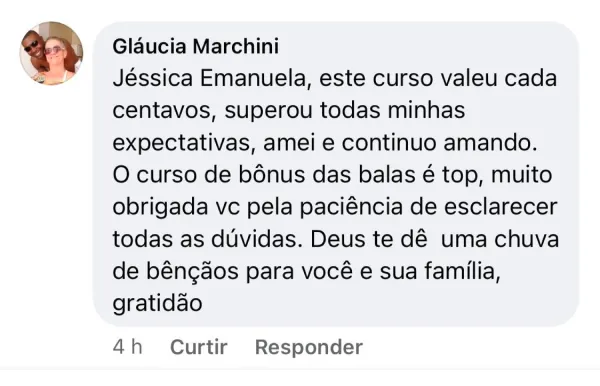 Gláucia Marchini
Jéssica Emanuela, este curso valeu cada
centavos, superou todas minhas
expectativas, amei e continuo amando.
O curso de bônus das balas é top, muito
obrigada vc pela paciência de esclarecer
todas as dúvidas. Deus te dê  uma chuva
de bênçãos para você e sua família,
gratidão
4 h Curtir Responder